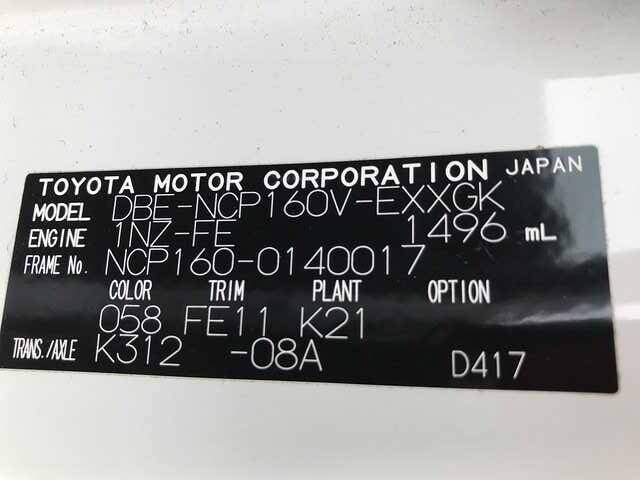 TOYOTA MOTOR CORPORATION JAPAN
MODEL DBE-NCP160V-EXXGK
ENGINE 1NZ-FE 1496 mL
FRAME No. NCP160-0140017
COLOR TRIM PLANT OPTION
058 FE11 K21
TRANS./AXLE K312 -08A D417